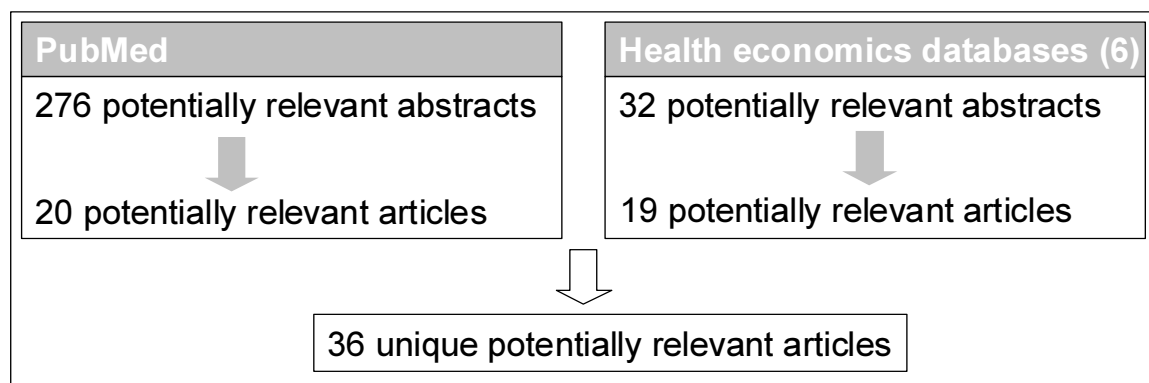 PubMed
276 potentially relevant abstracts
20 potentially relevant articles
Health economics databases (6)
32 potentially relevant abstracts
19 potentially relevant articles
36 unique potentially relevant articles